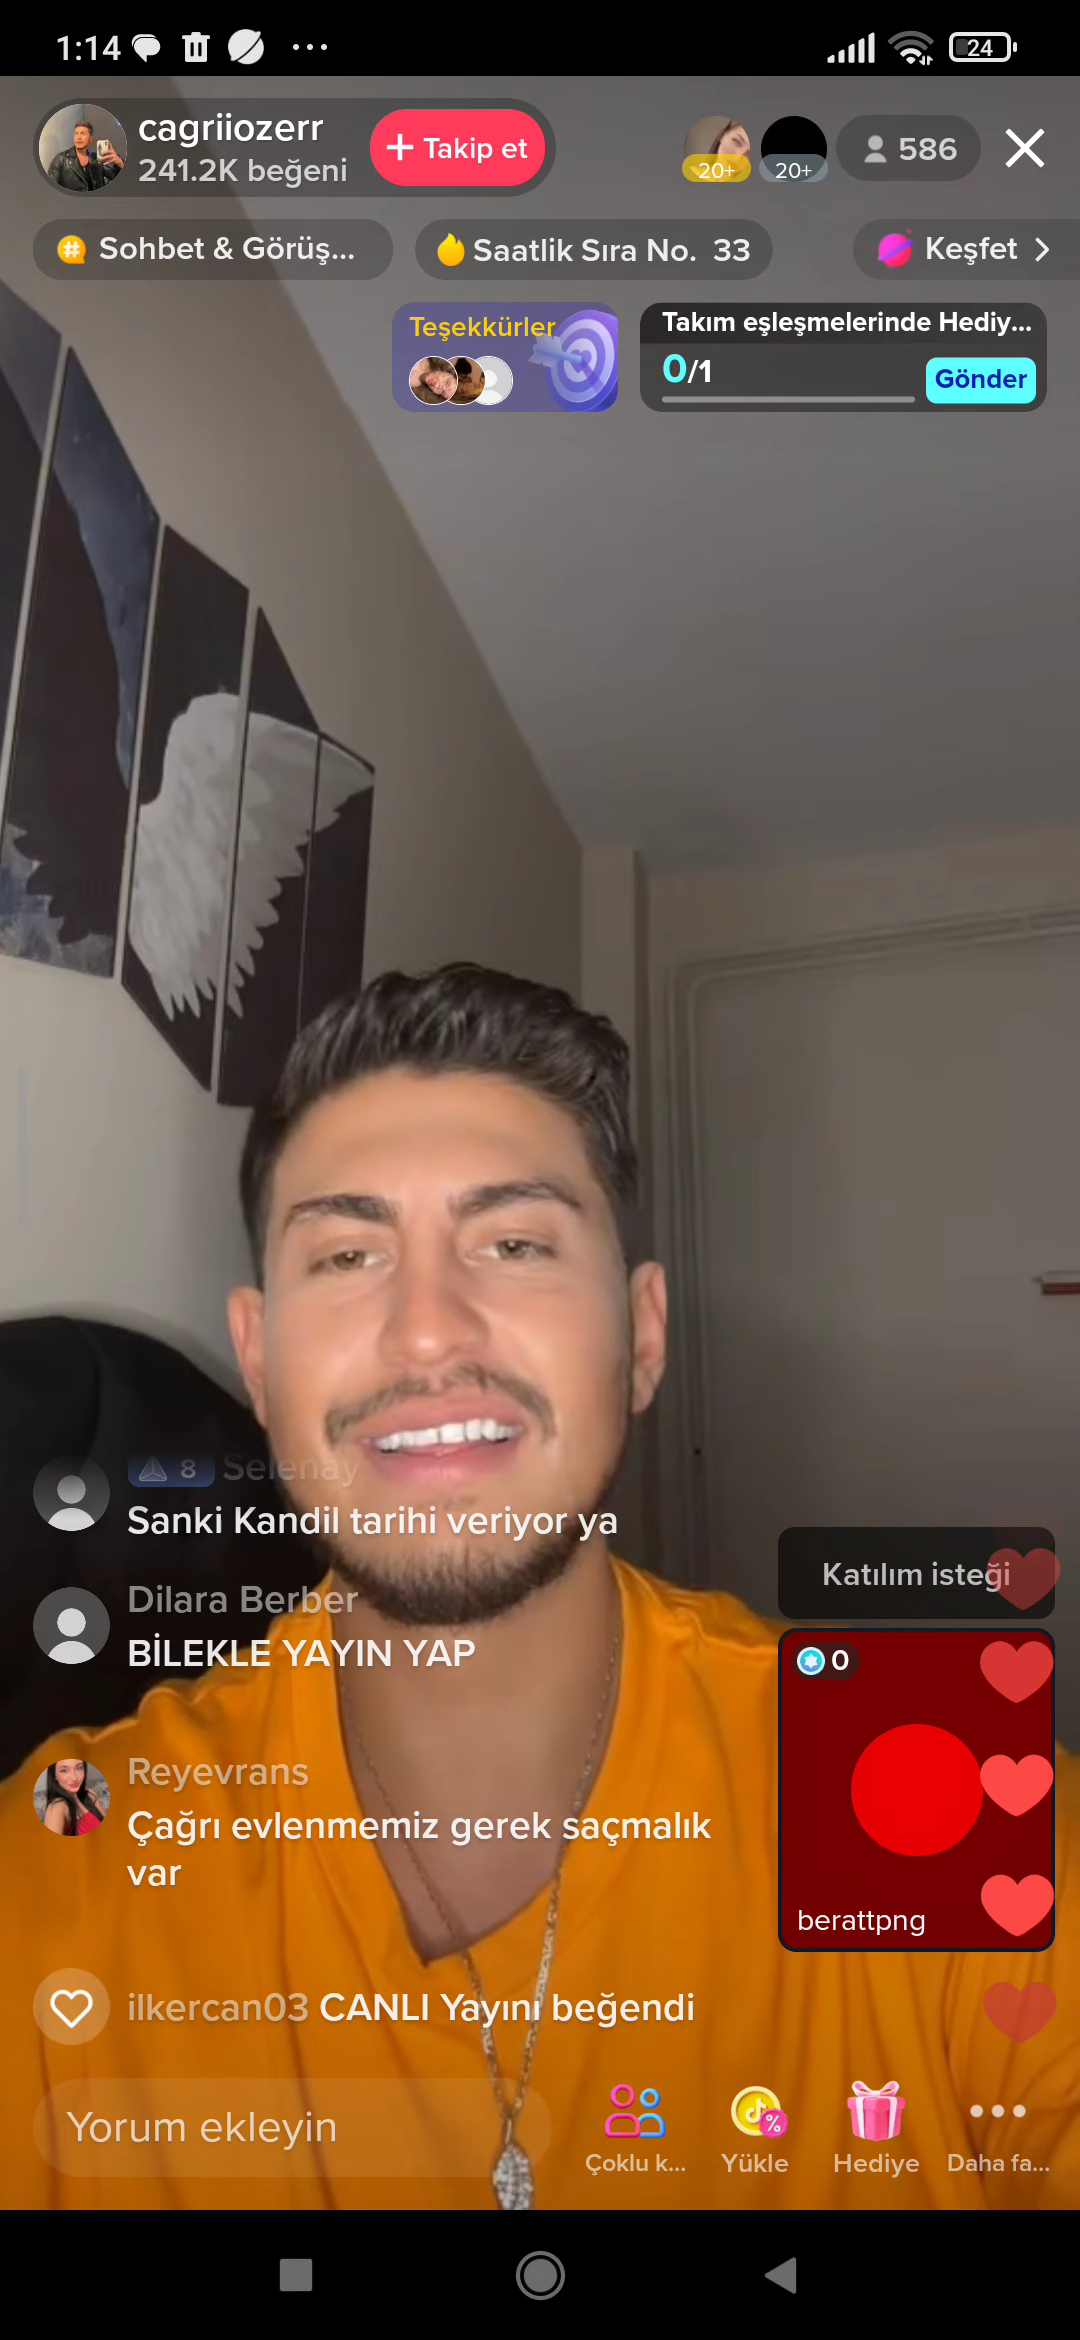 1:14
24
cagriiozerr
241.2K beğeni
+ Takip et
20+
20+
586
Sohbet & Görüş...
Saatlik Sıra No. 33
Keşfet
Teşekkürler
Takım eşleşmelerinde Hediy...
0/1
Gönder
8 Selenay
Sanki Kandil tarihi veriyor ya
Dilara Berber
BİLEKLE YAYIN YAP
Reyevrans
Çağrı evlenmemiz gerek saçmalık
var
ilkercan03 CANLI Yayını beğendi
Katılım isteği
0
berattpng
Yorum ekleyin
Çoklu k...
Yükle
Hediye
Daha fa...